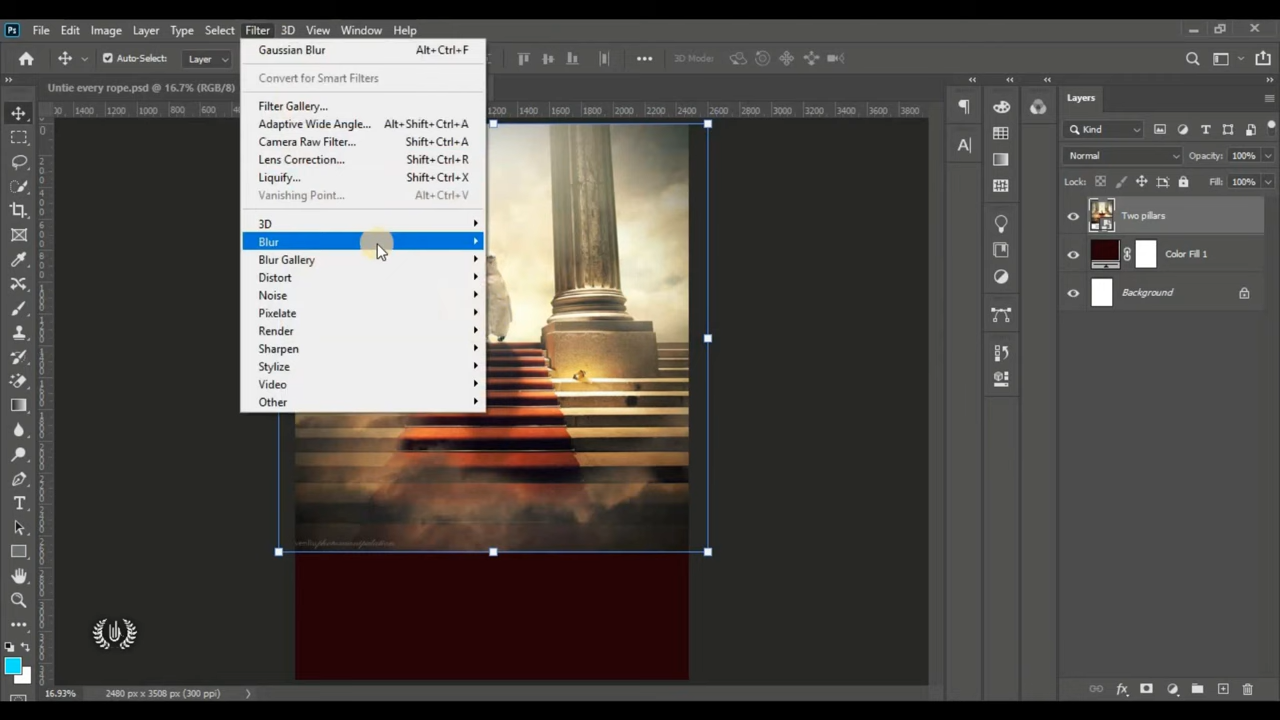 Ps File Edit Image Layer Type Select Filter 3D View Window Help
Auto-Select: Layer 3D Mode:
Untie every rope.psd @ 16.7% (RGB/8)
1200 1400 1600 1800 2000 2200 2400 2600 2800 3000 3200 3400 3600 3800
Gaussian Blur Alt+Ctrl+F
Convert for Smart Filters
Filter Gallery...
Adaptive Wide Angle... Alt+Shift+Ctrl+A
Camera Raw Filter... Shift+Ctrl+A
Lens Correction... Shift+Ctrl+R
Liquify... Shift+Ctrl+X
Vanishing Point... Alt+Ctrl+V
3D
Blur
Blur Gallery
Distort
Noise
Pixelate
Render
Sharpen
Stylize
Video
Other
Layers
Kind
Normal Opacity: 100%
Lock: Fill: 100%
Two pillars
Color Fill 1
Background
16.93% 2480 px x 3508 px (300 ppi)